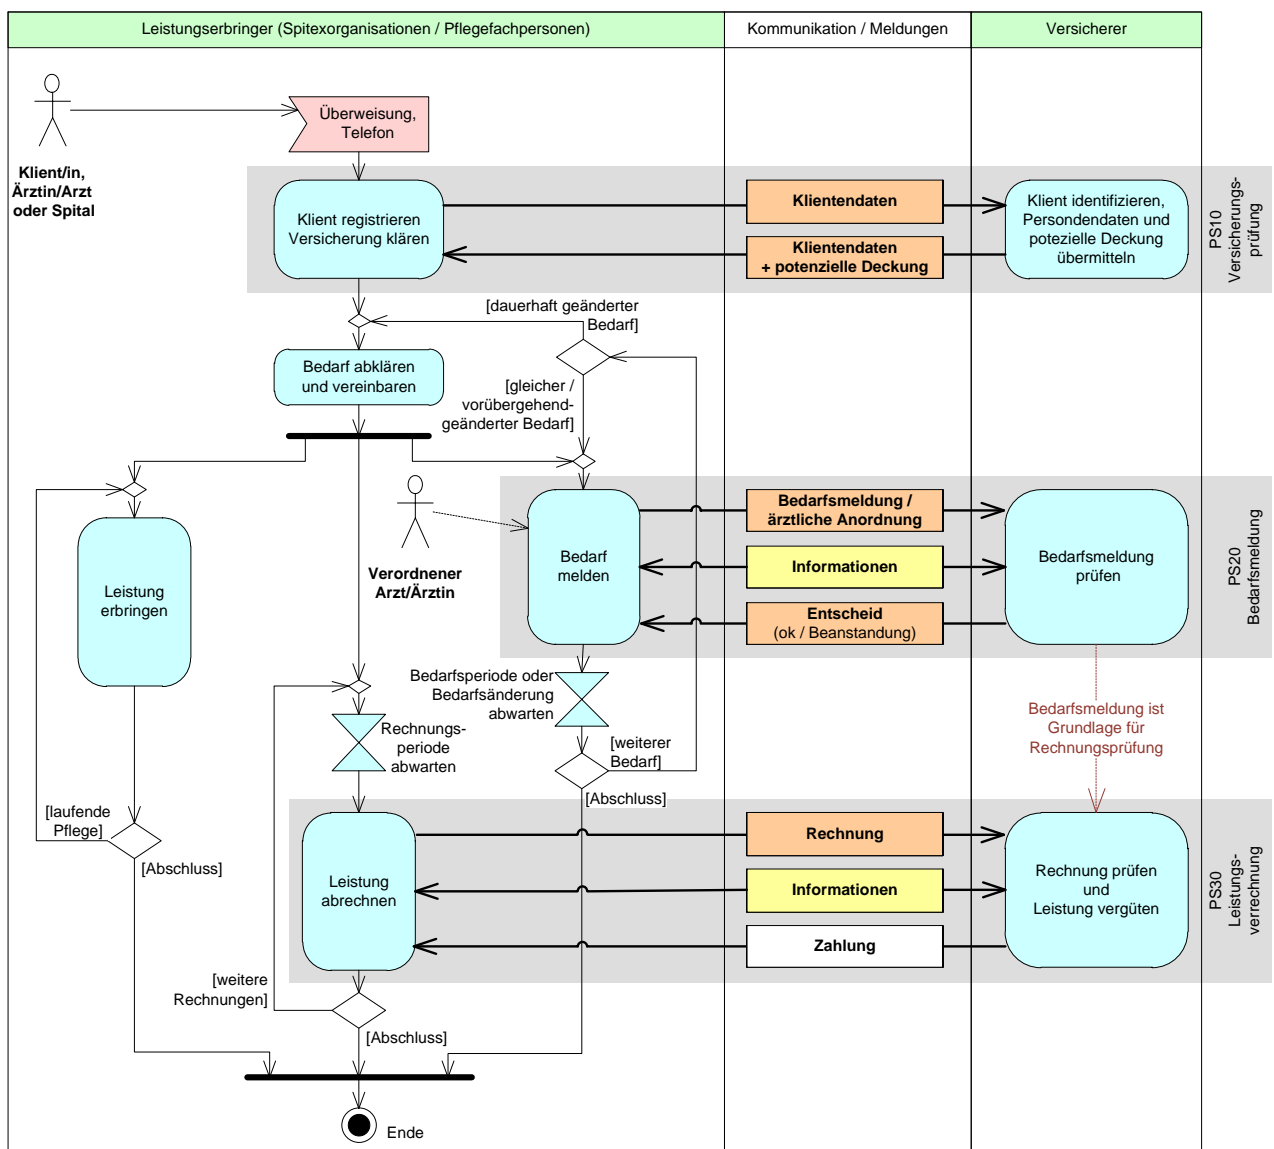 Leistungserbringer (Spitexorganisationen / Pflegefachpersonen)
Kommunikation / Meldungen
Versicherer
Überweisung,
Telefon
Klient/in,
Ärztin/Arzt
oder Spital
Klient registrieren
Versicherung klären
Klientendaten
Klientendaten
+ potenzielle Deckung
Klient identifizieren,
Persondendaten und
potezielle Deckung
übermitteln
PS10
Versicherungs-
prüfung
[dauerhaft geänderter
Bedarf]
Bedarf abklären
und vereinbaren
[gleicher /
vorübergehend-
geänderter Bedarf]
Verordnener
Arzt/Ärztin
Leistung
erbringen
Bedarf
melden
Bedarfsmeldung /
ärztliche Anordnung
Informationen
Entscheid
(ok / Beanstandung)
Bedarfsmeldung
prüfen
PS20
Bedarfsmeldung
Bedarfsperiode oder
Bedarfsänderung
abwarten
Rechnungs-
periode
abwarten
[weiterer
Bedarf]
[Abschluss]
Bedarfsmeldung ist
Grundlage für
Rechnungsprüfung
[laufende
Pflege]
[Abschluss]
Leistung
abrechnen
Rechnung
Informationen
Zahlung
Rechnung prüfen
und
Leistung vergüten
PS30
Leistungs-
verrechnung
[weitere
Rechnungen]
[Abschluss]
Ende